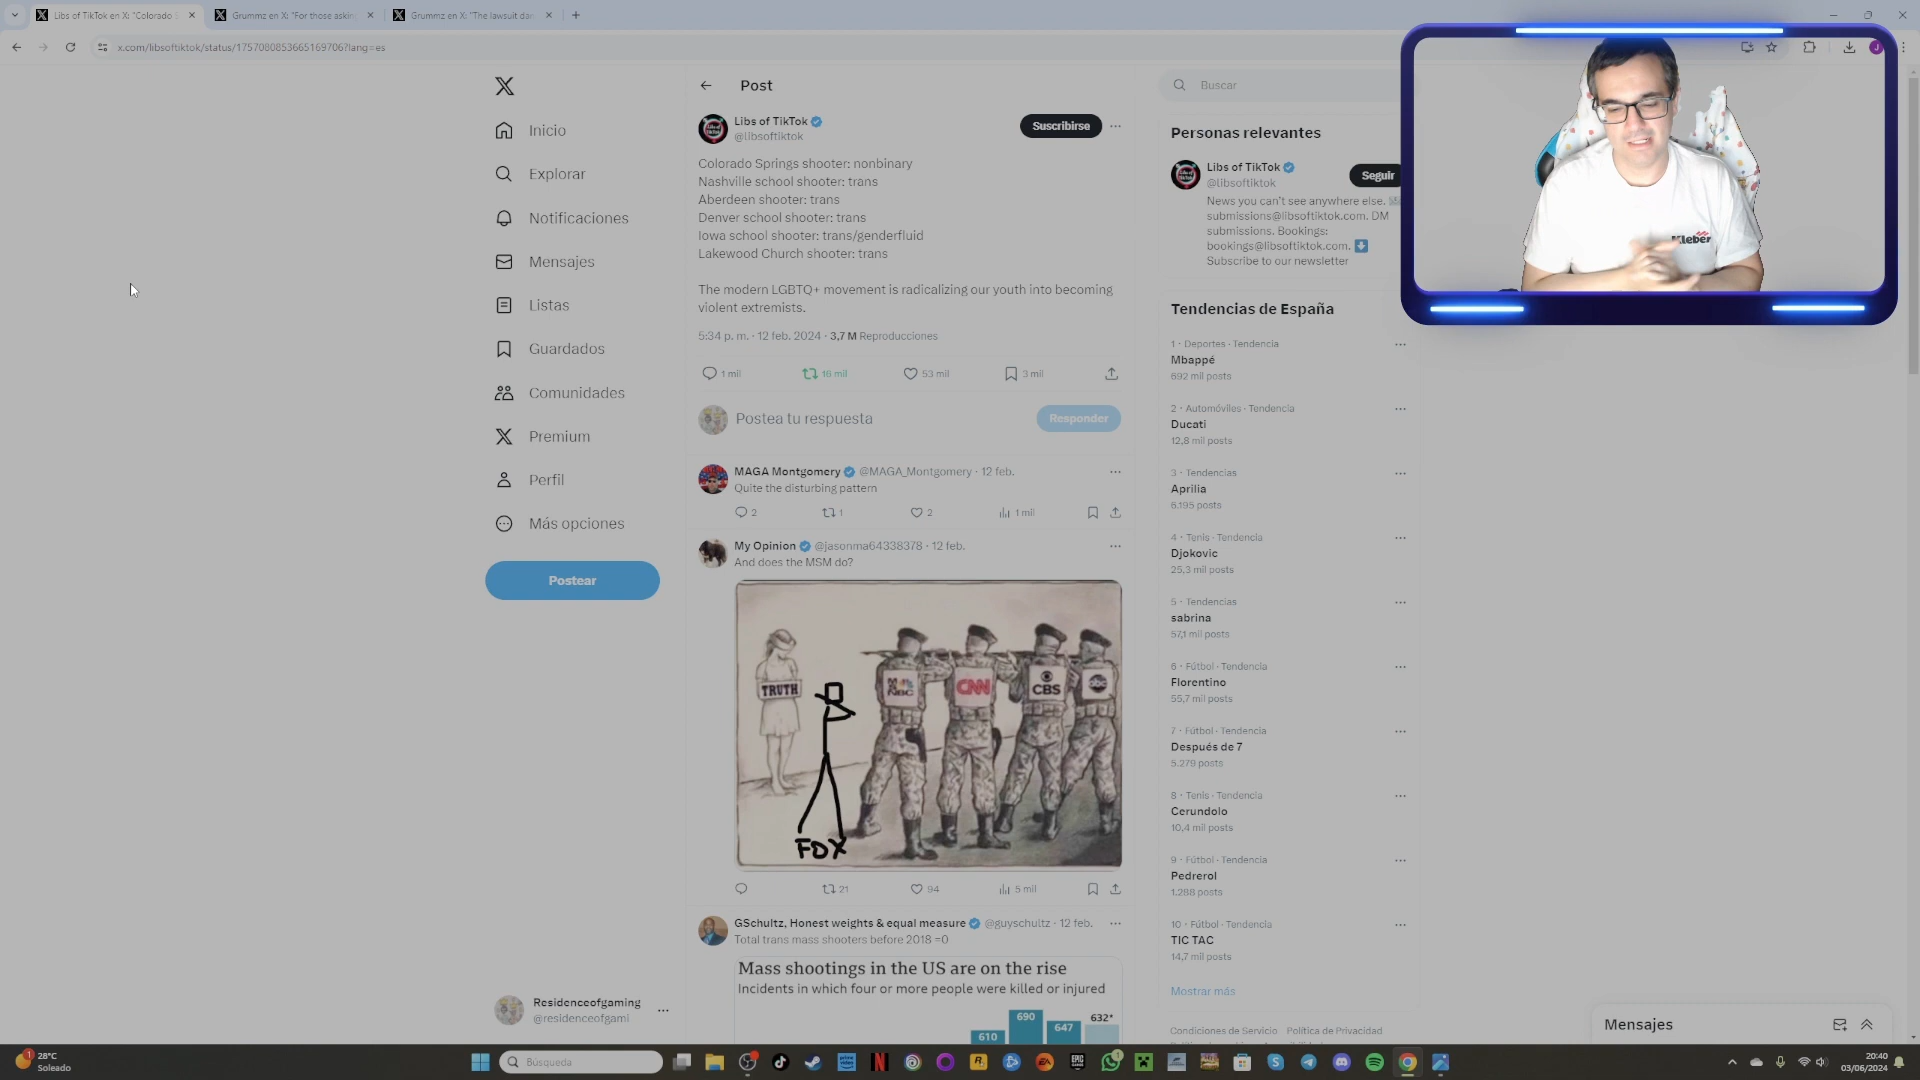 Libs of TikTok en X: "Colorado S
Grummz en X: "For those askin
Grummz en X: "The lawsuit da
x.com/libsoftiktok/status/1757080853665169706?lang=es
Inicio
Explorar
Notificaciones
Mensajes
Listas
Guardados
Comunidades
Premium
Perfil
Más opciones
Postear
Residenceofgaming
@residenceofgami
Post
Libs of TikTok
@libsoftiktok
Suscribirse
Colorado Springs shooter: nonbinary
Nashville school shooter: trans
Aberdeen shooter: trans
Denver school shooter: trans
Iowa school shooter: trans/genderfluid
Lakewood Church shooter: trans
The modern LGBTQ+ movement is radicalizing our youth into becoming
violent extremists.
5:34 p. m. · 12 feb. 2024 · 3,7 M Reproducciones
1 mil 16 mil 53 mil 3 mil
Postea tu respuesta
Responder
MAGA Montgomery @MAGA_Montgomery · 12 feb.
Quite the disturbing pattern
2 1 2 1 mil
My Opinion @jasonma64338378 · 12 feb.
And does the MSM do?
TRUTH
NBC
CNN
CBS
abc
FOX
21 94 5 mil
GSchultz, Honest weights & equal measure @guyschultz · 12 feb.
Total trans mass shooters before 2018 =0
Mass shootings in the US are on the rise
Incidents in which four or more people were killed or injured
610 690 647 632*
Buscar
Personas relevantes
Libs of TikTok
@libsoftiktok
Seguir
News you can't see anywhere else.
submissions@libsoftiktok.com. DM
submissions. Bookings:
bookings@libsoftiktok.com.
Subscribe to our newsletter
Tendencias de España
1 · Deportes · Tendencia
Mbappé
692 mil posts
2 · Automóviles · Tendencia
Ducati
12,8 mil posts
3 · Tendencias
Aprilia
6.195 posts
4 · Tenis · Tendencia
Djokovic
25,3 mil posts
5 · Tendencias
sabrina
57,1 mil posts
6 · Fútbol · Tendencia
Florentino
55,7 mil posts
7 · Fútbol · Tendencia
Después de 7
5.279 posts
8 · Tenis · Tendencia
Cerundolo
10,4 mil posts
9 · Fútbol · Tendencia
Pedrerol
1.288 posts
10 · Fútbol · Tendencia
TIC TAC
14,7 mil posts
Mostrar más
Condiciones de Servicio Política de Privacidad
Kleber
Mensajes
28°C
Soleado
Búsqueda
20:40
03/06/2024